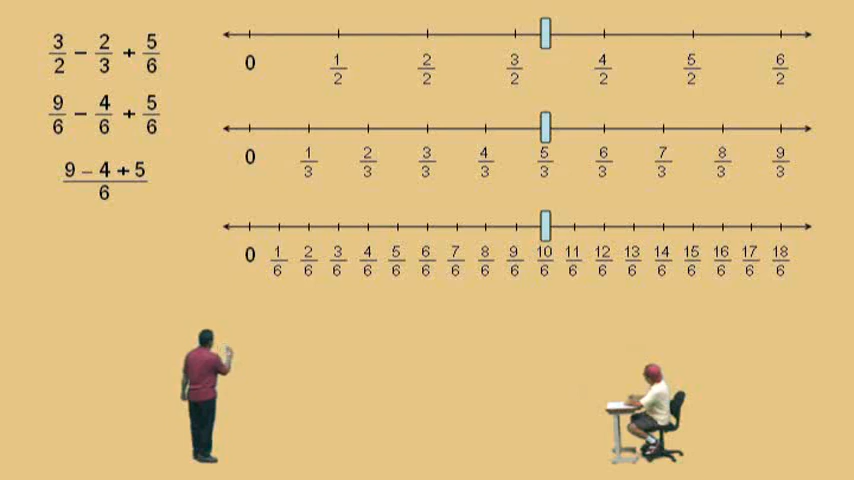 3/2 – 2/3 + 5/6
9/6 – 4/6 + 5/6
9 – 4 + 5/6
0 1/2 2/2 3/2 4/2 5/2 6/2
0 1/3 2/3 3/3 4/3 5/3 6/3 7/3 8/3 9/3
0 1/6 2/6 3/6 4/6 5/6 6/6 7/6 8/6 9/6 10/6 11/6 12/6 13/6 14/6 15/6 16/6 17/6 18/6